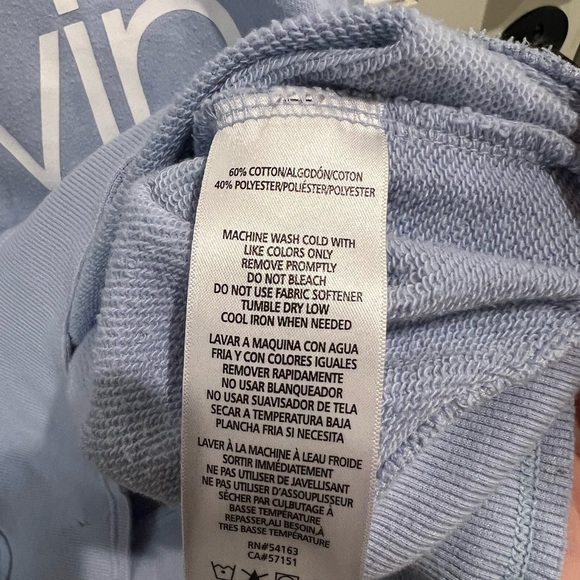 vin
60% COTTON/ALGODÓN/COTON
40% POLYESTER/POLIÉSTER/POLYESTER
MACHINE WASH COLD WITH
LIKE COLORS ONLY
REMOVE PROMPTLY
DO NOT BLEACH
DO NOT USE FABRIC SOFTENER
TUMBLE DRY LOW
COOL IRON WHEN NEEDED
LAVAR A MAQUINA CON AGUA
FRIA Y CON COLORES IGUALES
REMOVER RAPIDAMENTE
NO USAR BLANQUEADOR
NO USAR SUAVISADOR DE TELA
SECAR A TEMPERATURA BAJA
PLANCHA FRIA SI NECESITA
LAVER À LA MACHINE À LEAU FROIDE
SORTIR IMMÉDIATEMENT
NE PAS UTILISER DE JAVELLISANT
NE PAS UTILISER D'ASSOUPLISSEUR
SÉCHER PAR CULBUTAGE À
BASSE TEMPÉRATURE
REPASSER,AU BESOIN,À
TRES BASSE TEMPÉRATURE
RN#54163
CA#57151